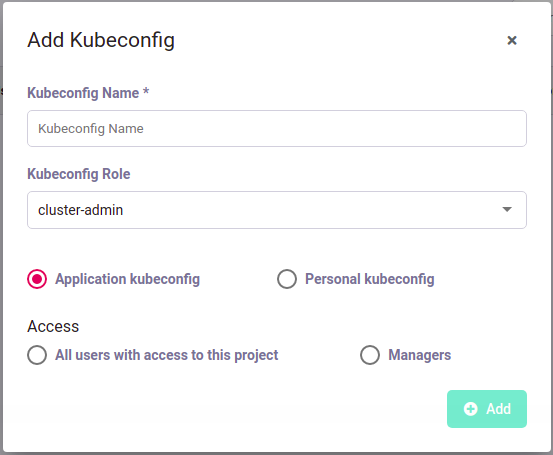 Add Kubeconfig
Kubeconfig Name *
Kubeconfig Name
Kubeconfig Role
cluster-admin
Application kubeconfig Personal kubeconfig
Access
All users with access to this project Managers
Add